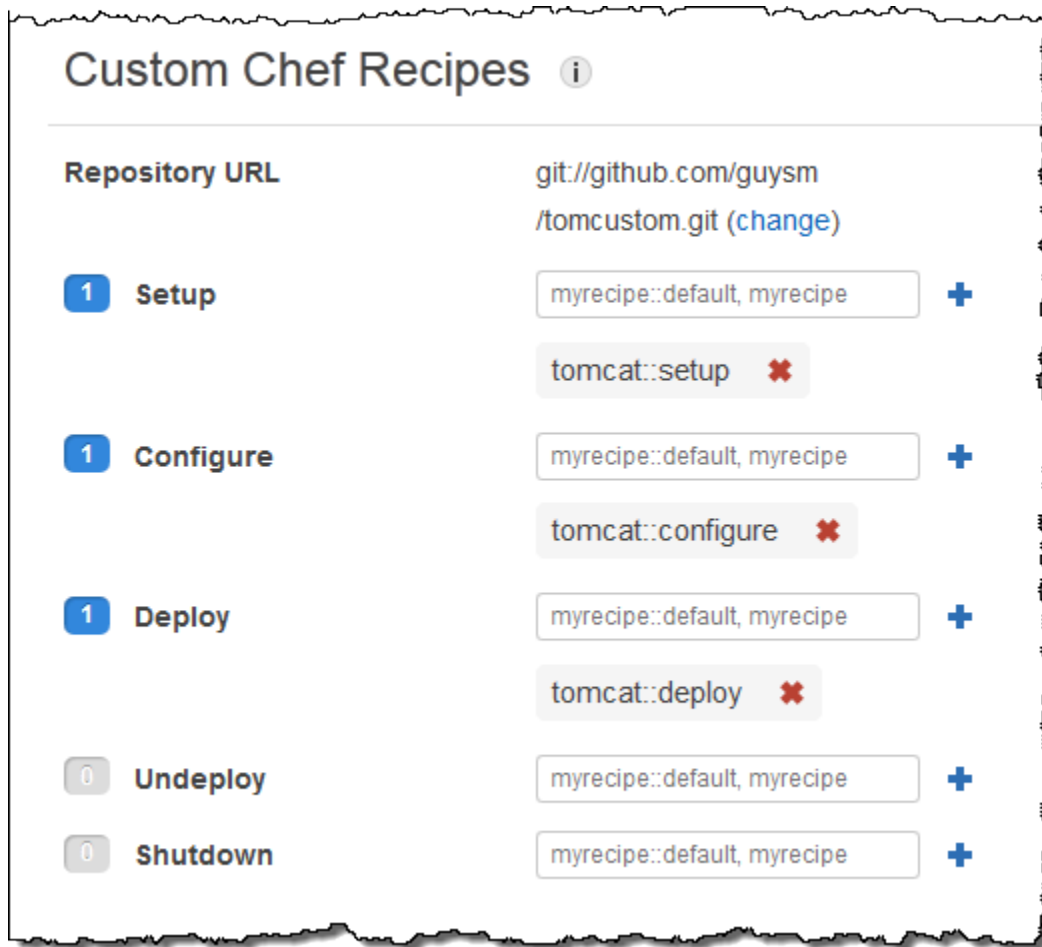 Custom Chef Recipes i
Repository URL git://github.com/guysm
/tomcustom.git (change)
1 Setup myrecipe::default, myrecipe
tomcat::setup
1 Configure myrecipe::default, myrecipe
tomcat::configure
1 Deploy myrecipe::default, myrecipe
tomcat::deploy
0 Undeploy myrecipe::default, myrecipe
0 Shutdown myrecipe::default, myrecipe